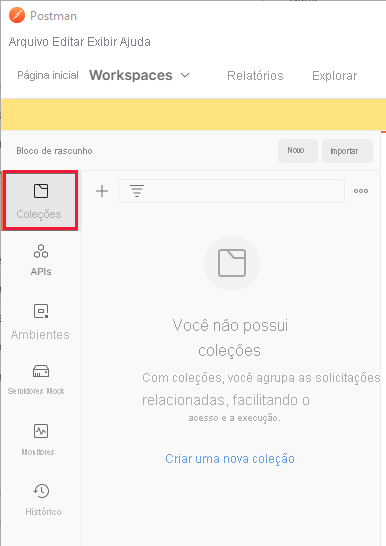 Postman
Arquivo Editar Exibir Ajuda
Página inicial Workspaces Relatórios Explorar
Bloco de rascunho Novo Importar
Coleções
APIs
Ambientes
Servidores Mock
Monitores
Histórico
Você não possui
coleções
Com coleções, você agrupa as solicitações
relacionadas, facilitando o
acesso e a execução.
Criar uma nova coleção